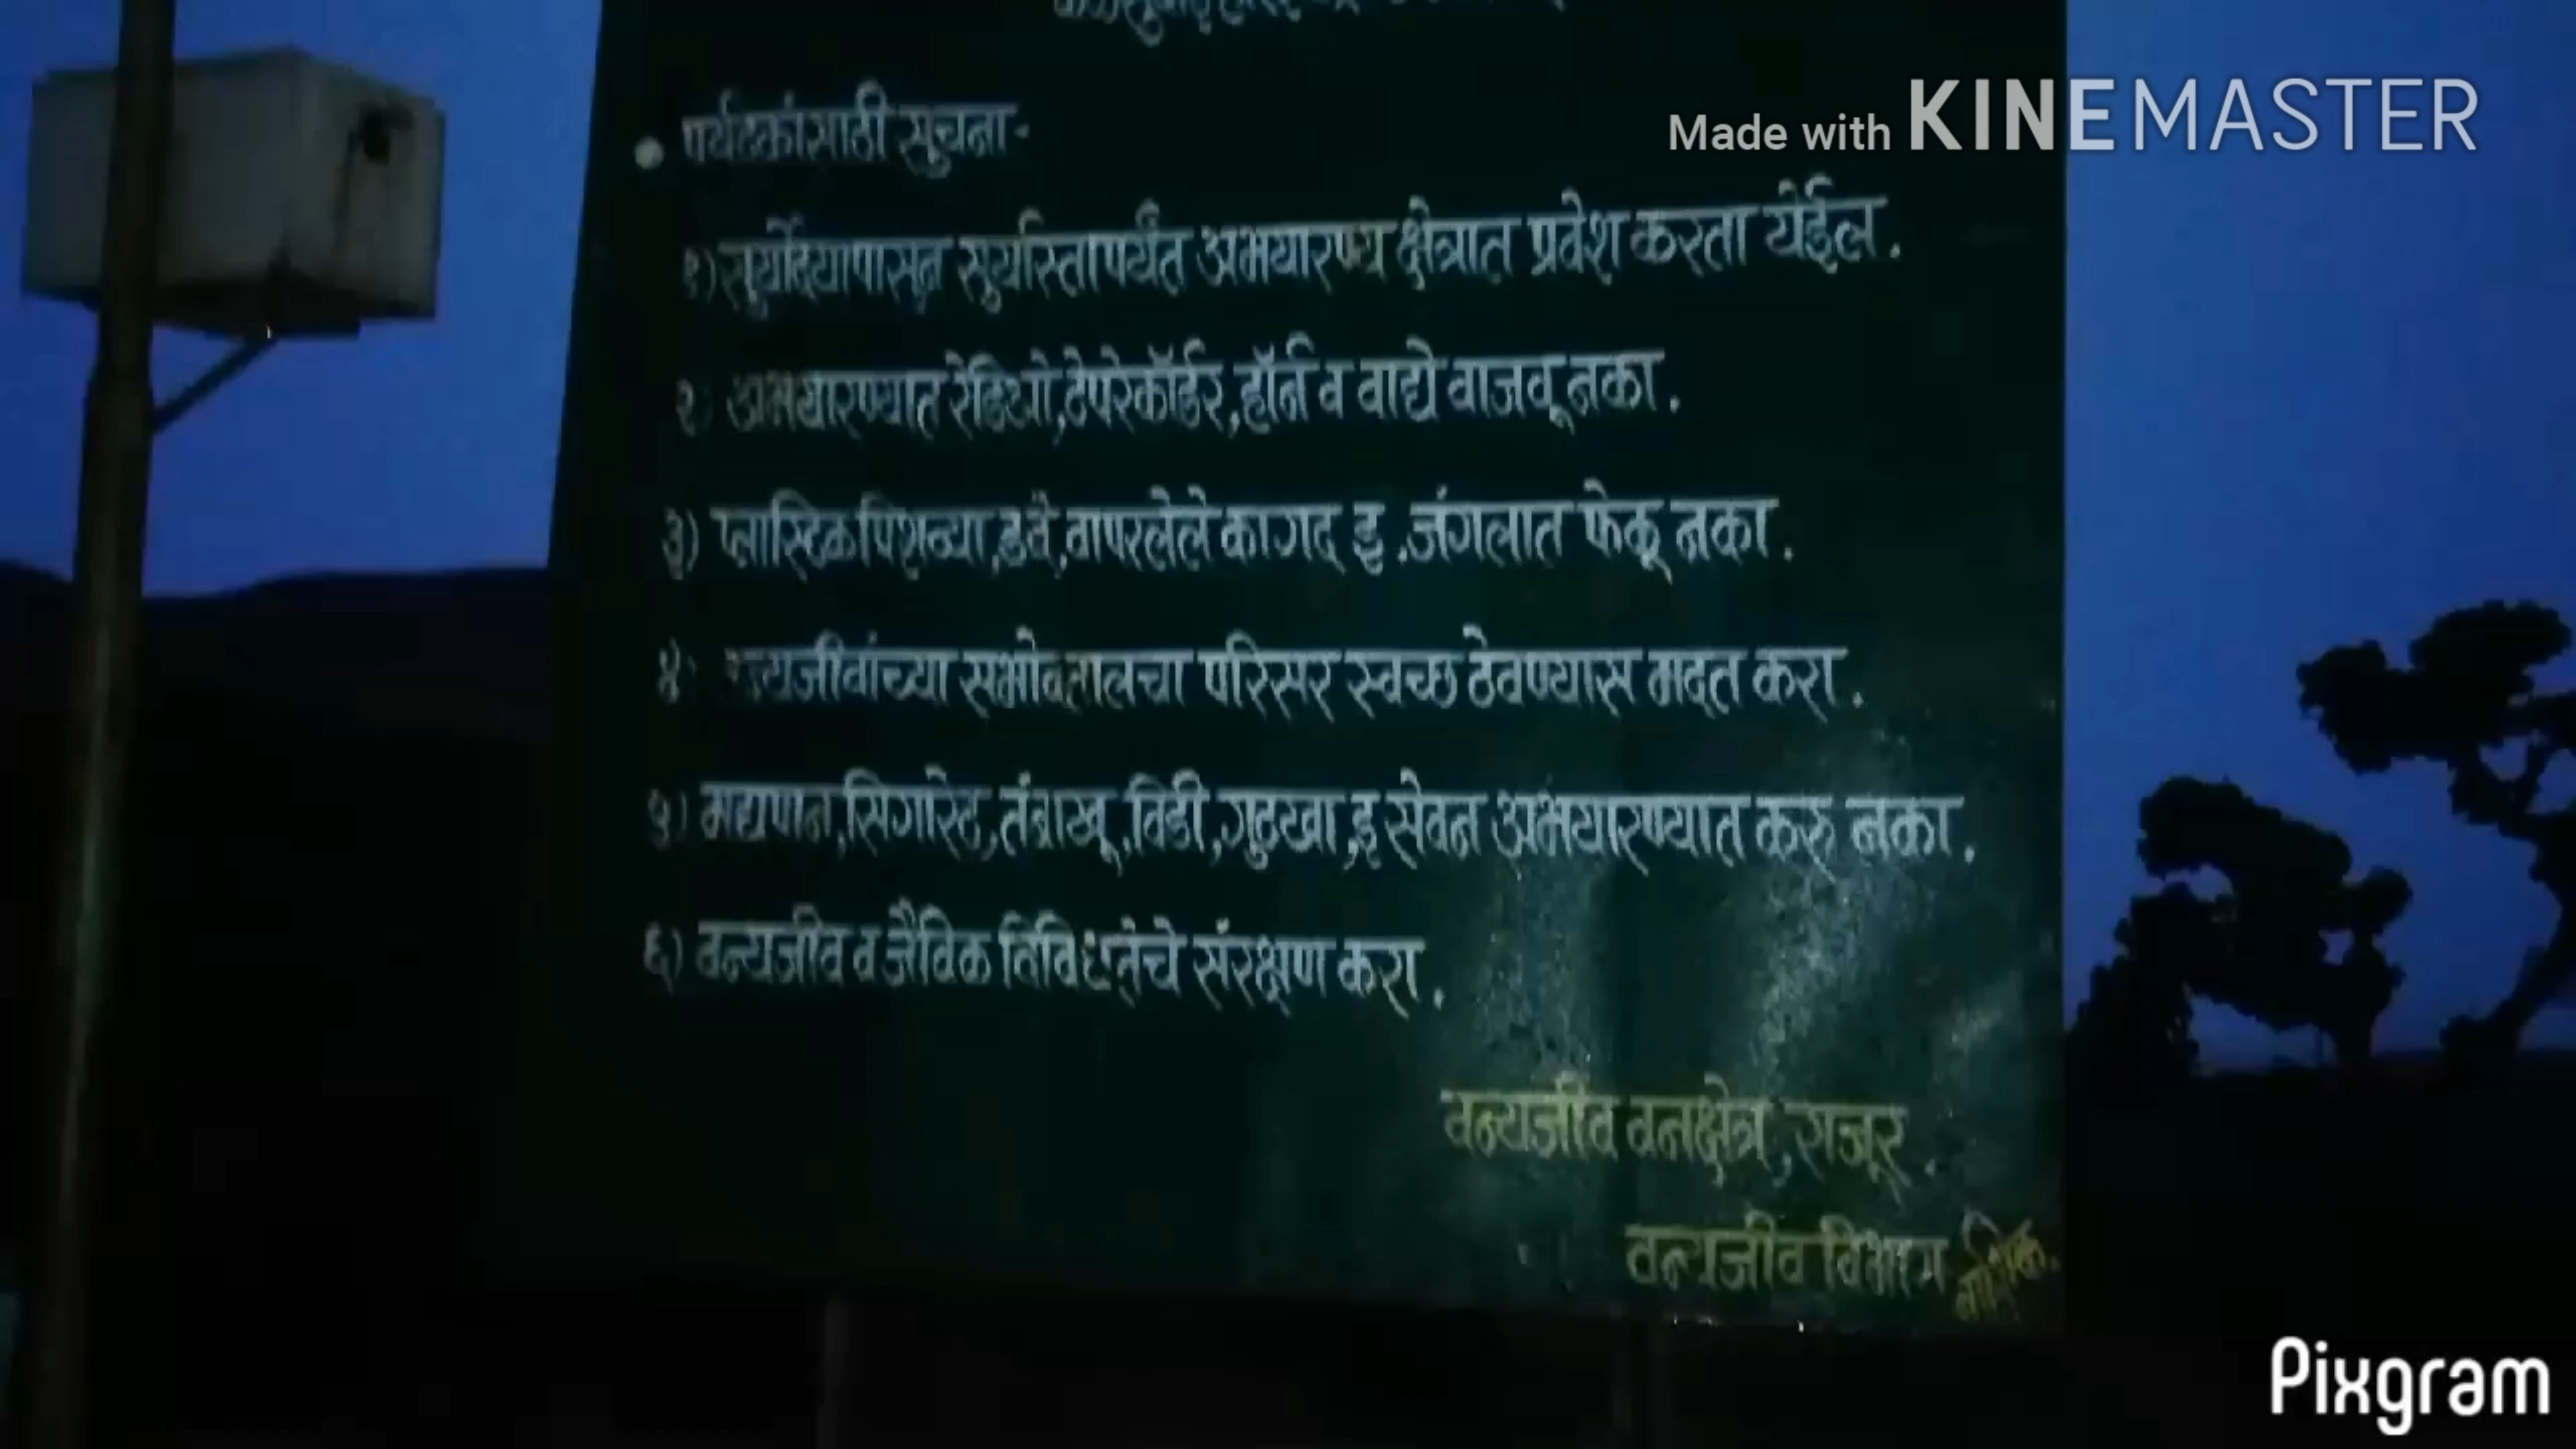 Made with KINEMASTER
पर्यटकांसाठी सूचना-
१) सूर्योदयापासून सुर्यास्तापर्यंत अभयारण्य क्षेत्रात प्रवेश करता येईल.
२) अभयारण्यात रेडिओ,टेपरेकॉर्डर,हॉर्न व वाद्ये वाजवू नका.
३) प्लास्टिक पिशव्या,डबे,वापरलेले कागद इ.जंगलात फेकू नका.
४) वन्यजीवांच्या सभोवतालचा परिसर स्वच्छ ठेवण्यास मदत करा.
५) मद्यपान,सिगारेट,तंबाखू,विडी,गुटखा,इ सेवन अभयारण्यात करु नका.
६) वन्यजीव व जैविक विविधतेचे संरक्षण करा.
वन्यजीव वनक्षेत्र,राजूर.
वन्यजीव विभाग नाशिक.
Pixgram